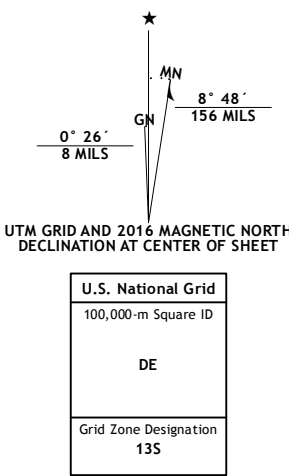 MN
GN
8° 48´
156 MILS
0° 26´
8 MILS
UTM GRID AND 2016 MAGNETIC NORTH
DECLINATION AT CENTER OF SHEET
U.S. National Grid
100,000-m Square ID
DE
Grid Zone Designation
13S